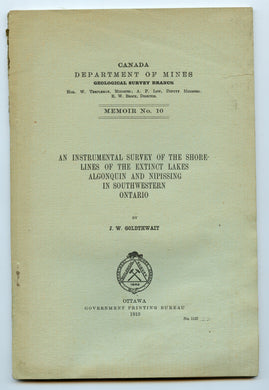 CANADA
DEPARTMENT OF MINES
GEOLOGICAL SURVEY BRANCH
Hon. W. Templeman, Minister; A. P. Low, Deputy Minister;
R. W. Brock, Director.
MEMOIR No. 10
AN INSTRUMENTAL SURVEY OF THE SHORE-
LINES OF THE EXTINCT LAKES
ALGONQUIN AND NIPISSING
IN SOUTHWESTERN
ONTARIO
BY
J. W. GOLDTHWAIT
OTTAWA
GOVERNMENT PRINTING BUREAU
1910